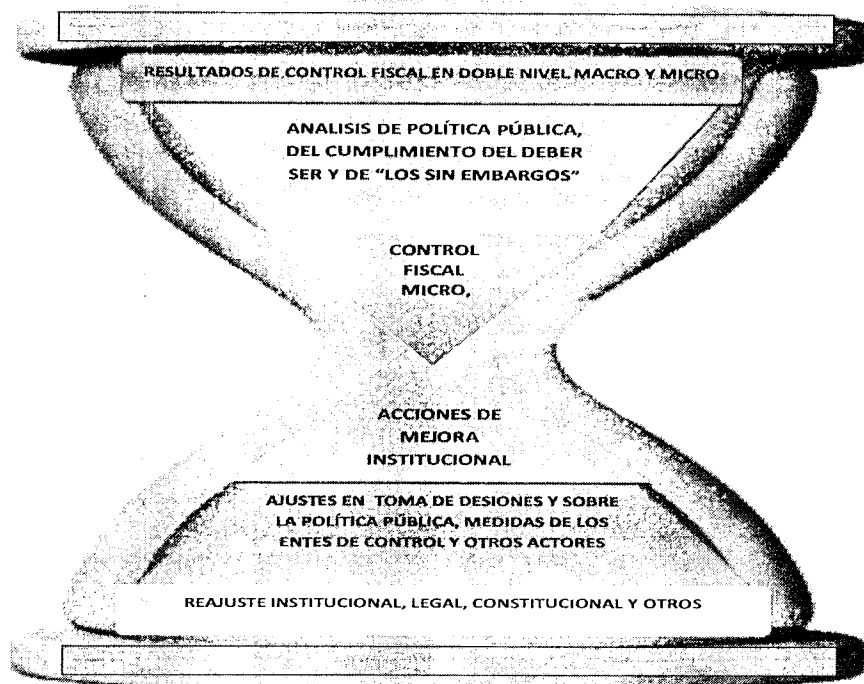 RESULTADOS DE CONTROL FISCAL EN DOBLE NIVEL MACRO Y MICRO
ANALISIS DE POLÍTICA PÚBLICA,
DEL CUMPLIMIENTO DEL DEBER
SER Y DE “LOS SIN EMBARGOS”
CONTROL
FISCAL
MICRO,
ACCIONES DE
MEJORA
INSTITUCIONAL
AJUSTES EN TOMA DE DESIONES Y SOBRE
LA POLÍTICA PÚBLICA, MEDIDAS DE LOS
ENTES DE CONTROL Y OTROS ACTORES
REAJUSTE INSTITUCIONAL, LEGAL, CONSTITUCIONAL Y OTROS